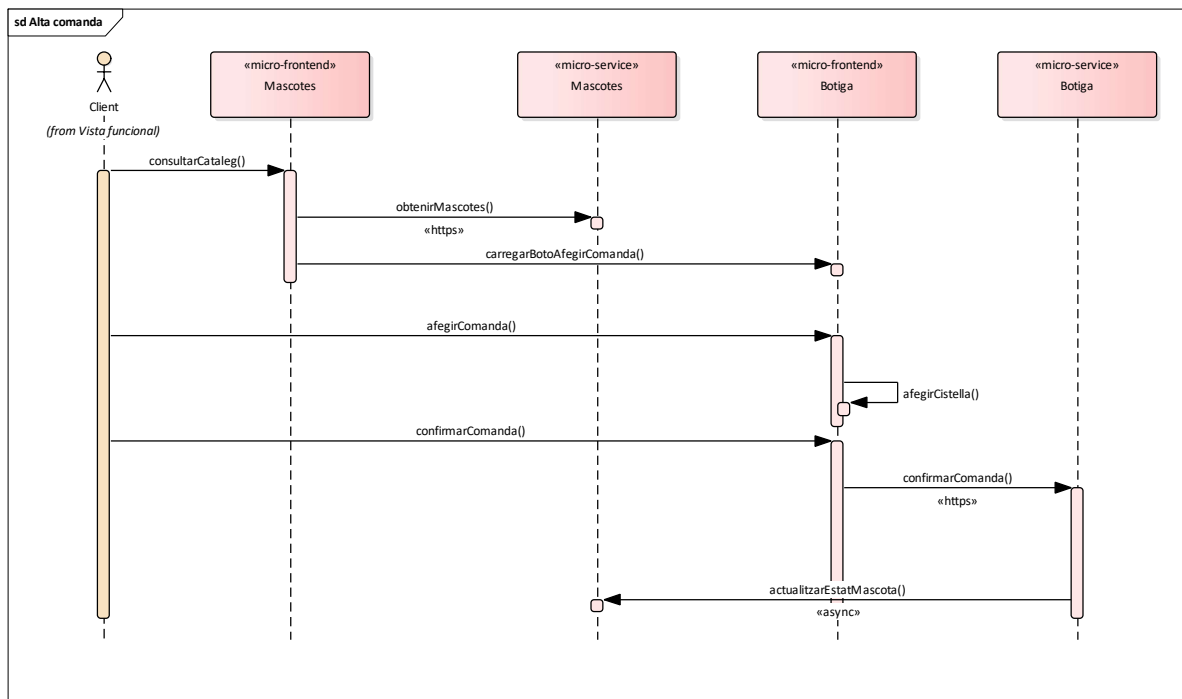 sd Alta comanda
«micro-frontend»
Mascotes
«micro-service»
Mascotes
«micro-frontend»
Botiga
«micro-service»
Botiga
Client
(from Vista funcional)
consultarCataleg()
obtenirMascotes()
«https»
carregarBotoAfegirComanda()
afegirComanda()
afegirCistella()
confirmarComanda()
confirmarComanda()
«https»
actualitzarEstatMascota()
«async»